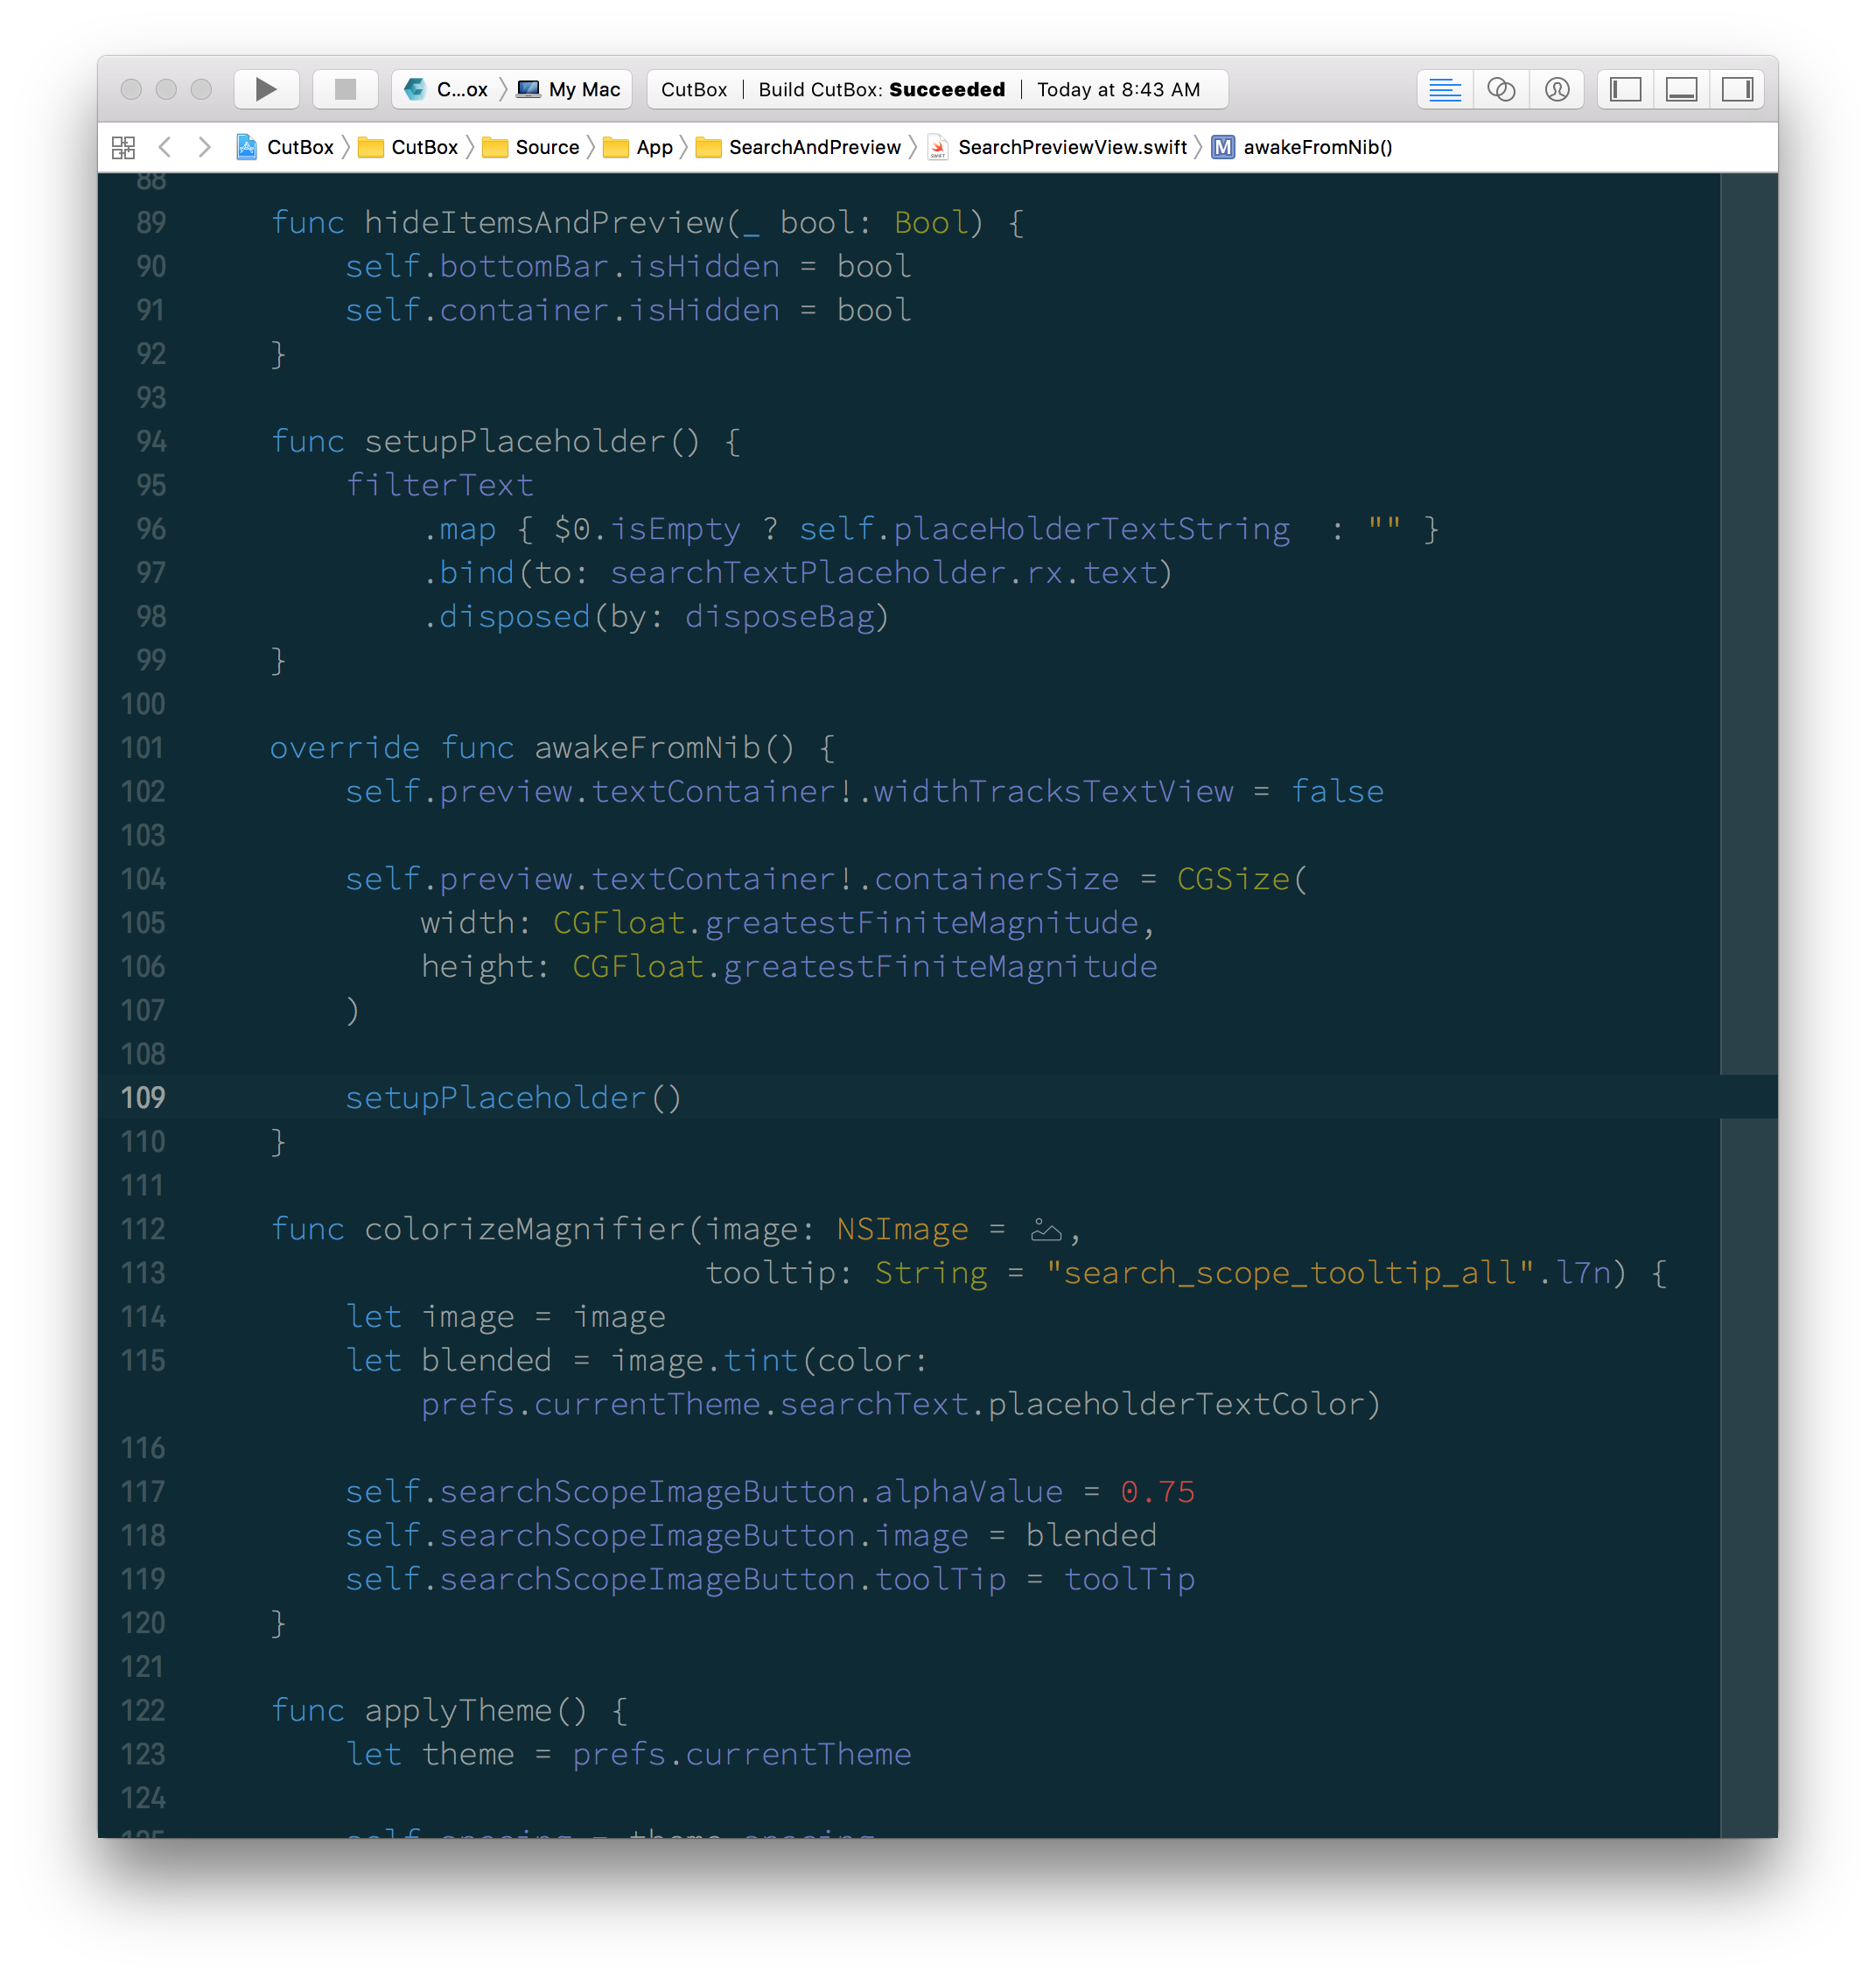 C...ox My Mac CutBox | Build CutBox: Succeeded | Today at 8:43 AM
CutBox CutBox Source App SearchAndPreview SearchPreviewView.swift M awakeFromNib()
88
89 func hideItemsAndPreview(_ bool: Bool) {
90 self.bottomBar.isHidden = bool
91 self.container.isHidden = bool
92 }
93
94 func setupPlaceholder() {
95 filterText
96 .map { $0.isEmpty ? self.placeHolderTextString  : "" }
97 .bind(to: searchTextPlaceholder.rx.text)
98 .disposed(by: disposeBag)
99 }
100
101 override func awakeFromNib() {
102 self.preview.textContainer!.widthTracksTextView = false
103
104 self.preview.textContainer!.containerSize = CGSize(
105 width: CGFloat.greatestFiniteMagnitude,
106 height: CGFloat.greatestFiniteMagnitude
107 )
108
109 setupPlaceholder()
110 }
111
112 func colorizeMagnifier(image: NSImage = ,
113 tooltip: String = "search_scope_tooltip_all".l7n) {
114 let image = image
115 let blended = image.tint(color:
prefs.currentTheme.searchText.placeholderTextColor)
116
117 self.searchScopeImageButton.alphaValue = 0.75
118 self.searchScopeImageButton.image = blended
119 self.searchScopeImageButton.toolTip = toolTip
120 }
121
122 func applyTheme() {
123 let theme = prefs.currentTheme
124
125 self.spacing = theme.spacing